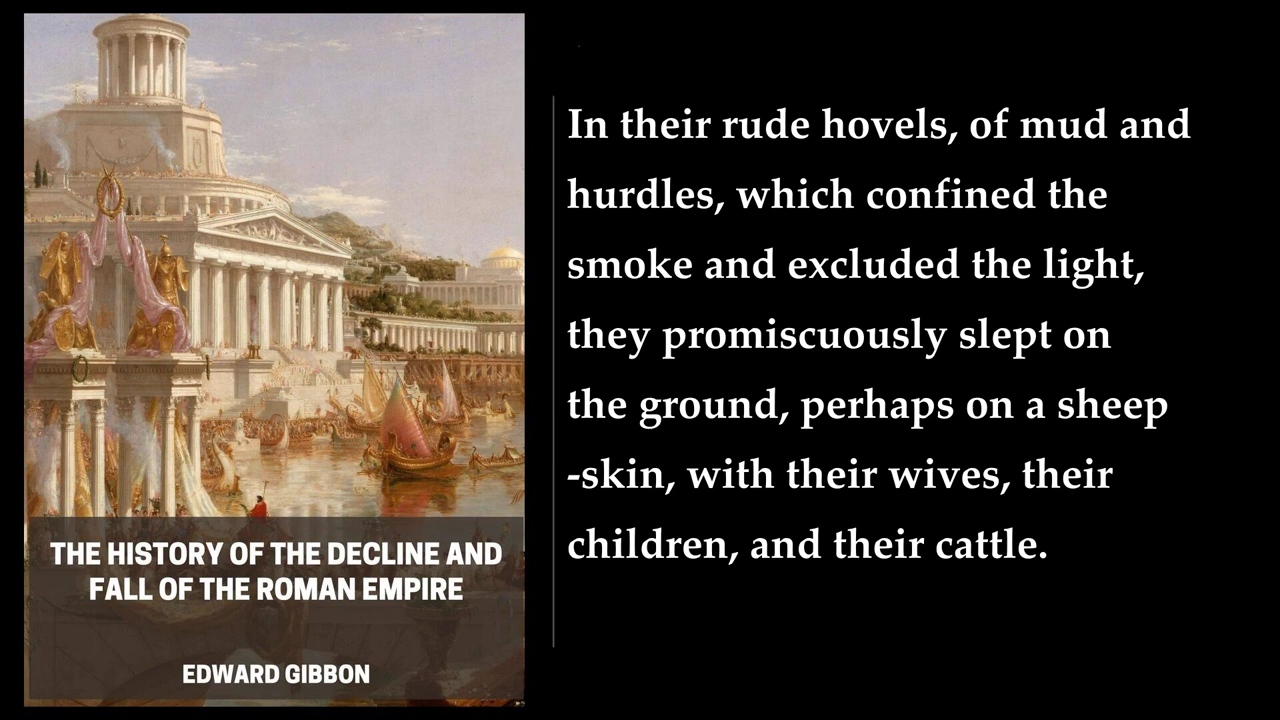 THE HISTORY OF THE DECLINE AND
FALL OF THE ROMAN EMPIRE
EDWARD GIBBON
In their rude hovels, of mud and
hurdles, which confined the
smoke and excluded the light,
they promiscuously slept on
the ground, perhaps on a sheep
-skin, with their wives, their
children, and their cattle.